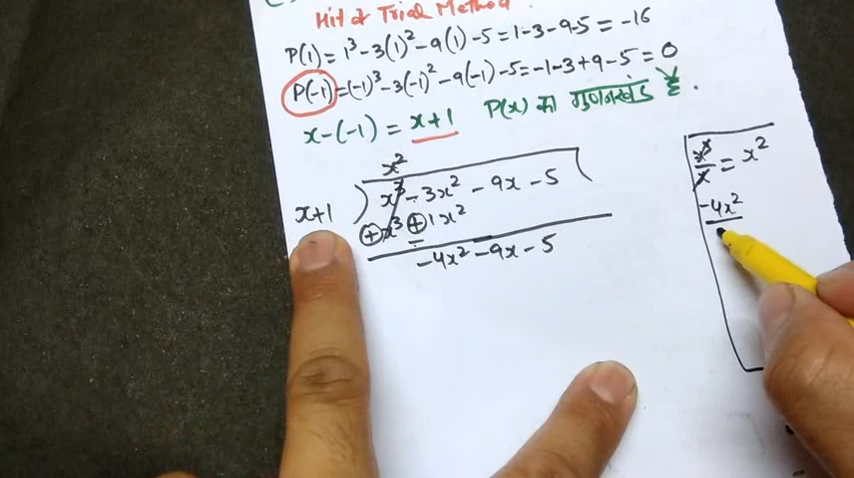 Hit & Trial Method.
P(1) = 1³ - 3(1)² - 9(1) - 5 = 1 - 3 - 9 - 5 = -16
P(-1) = (-1)³ - 3(-1)² - 9(-1) - 5 = -1 - 3 + 9 - 5 = 0
x - (-1) = x+1 P(x) का गुणनखंड है .
x²
x+1 ) x³ - 3x² - 9x - 5 (
x³ + 1x²
-4x² - 9x - 5
x³/x = x²
-4x²